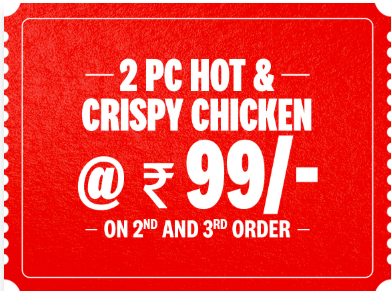 2 PC HOT &
CRISPY CHICKEN
@ ₹ 99/-
ON 2ND AND 3RD ORDER